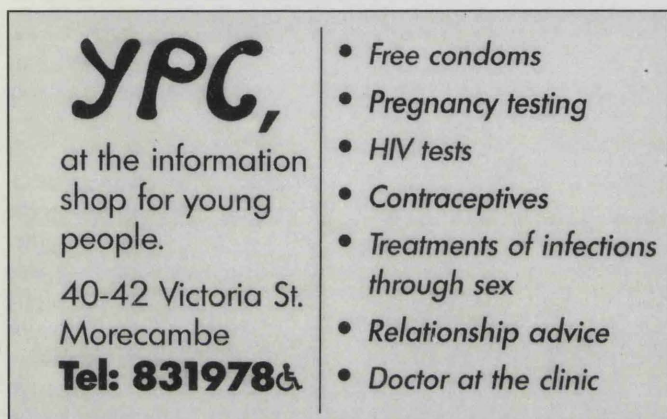 YPC,
at the information
shop for young
people.
40-42 Victoria St.
Morecambe
Tel: 831978
• Free condoms
• Pregnancy testing
• HIV tests
• Contraceptives
• Treatments of infections
through sex
• Relationship advice
• Doctor at the clinic